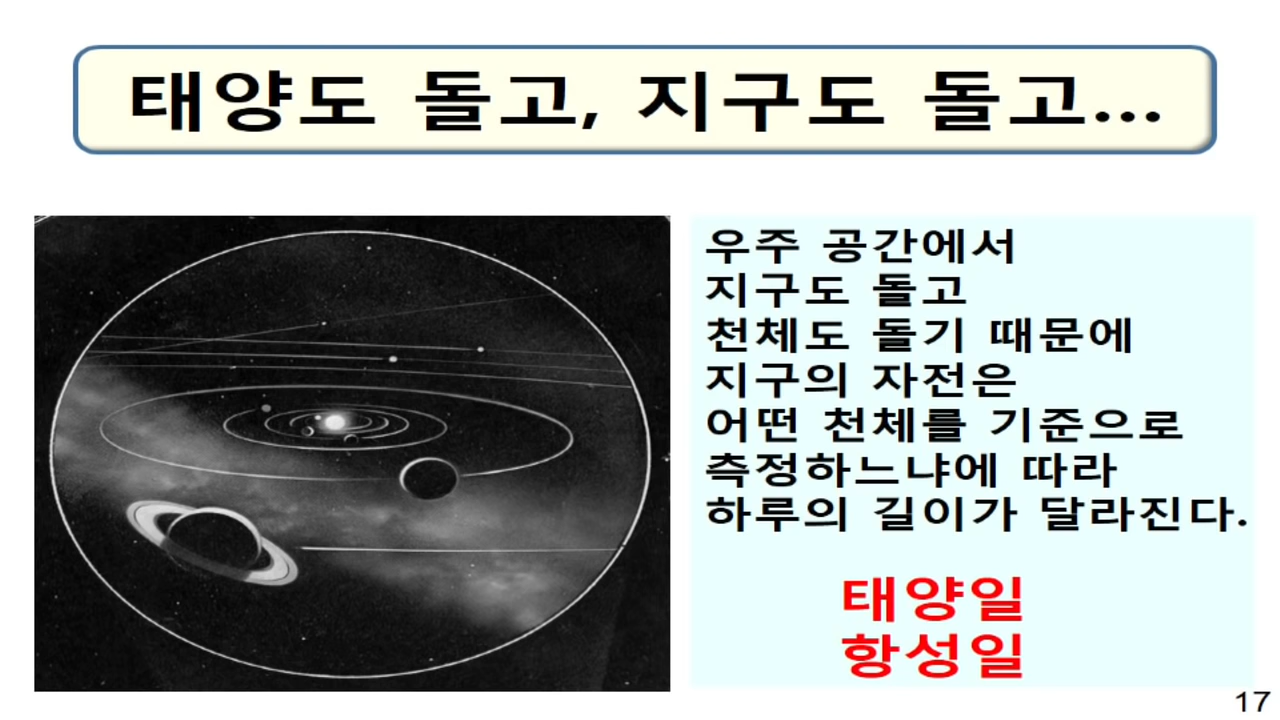 태양도 돌고, 지구도 돌고...
우주 공간에서
지구도 돌고
천체도 돌기 때문에
지구의 자전은
어떤 천체를 기준으로
측정하느냐에 따라
하루의 길이가 달라진다.
태양일
항성일
17